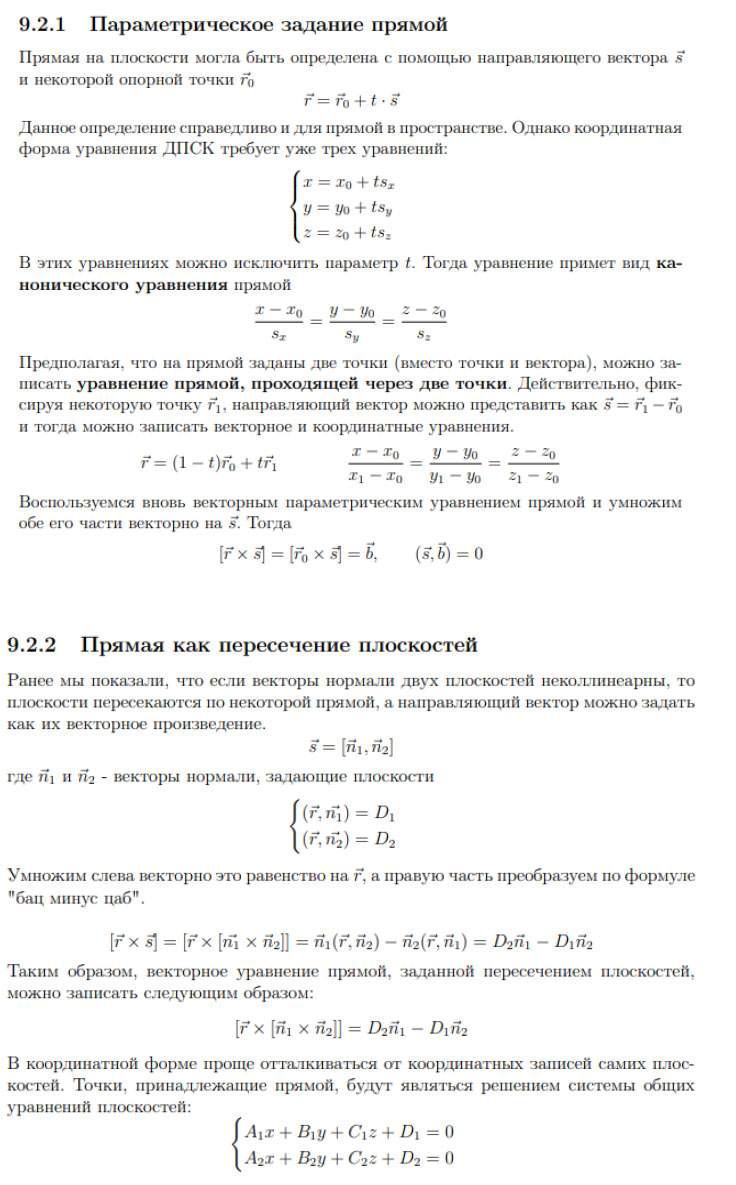 9.2.1 Параметрическое задание прямой
Прямая на плоскости могла быть определена с помощью направляющего вектора $\vec{s}$
и некоторой опорной точки $\vec{r}_0$
$\vec{r} = \vec{r}_0 + t \cdot \vec{s}$
Данное определение справедливо и для прямой в пространстве. Однако координатная
форма уравнения ДПСК требует уже трех уравнений:
$\begin{cases} x = x_0 + ts_x \\ y = y_0 + ts_y \\ z = z_0 + ts_z \end{cases}$
В этих уравнениях можно исключить параметр $t$. Тогда уравнение примет вид ка-
нонического уравнения прямой
$\frac{x - x_0}{s_x} = \frac{y - y_0}{s_y} = \frac{z - z_0}{s_z}$
Предполагая, что на прямой заданы две точки (вместо точки и вектора), можно за-
писать уравнение прямой, проходящей через две точки. Действительно, фик-
сируя некоторую точку $\vec{r}_1$, направляющий вектор можно представить как $\vec{s} = \vec{r}_1 - \vec{r}_0$
и тогда можно записать векторное и координатные уравнения.
$\vec{r} = (1 - t)\vec{r}_0 + t\vec{r}_1 \qquad \frac{x - x_0}{x_1 - x_0} = \frac{y - y_0}{y_1 - y_0} = \frac{z - z_0}{z_1 - z_0}$
Воспользуемся вновь векторным параметрическим уравнением прямой и умножим
обе его части векторно на $\vec{s}$. Тогда
$[\vec{r} \times \vec{s}] = [\vec{r}_0 \times \vec{s}] = \vec{b}, \qquad (\vec{s}, \vec{b}) = 0$
9.2.2 Прямая как пересечение плоскостей
Ранее мы показали, что если векторы нормали двух плоскостей неколлинеарны, то
плоскости пересекаются по некоторой прямой, а направляющий вектор можно задать
как их векторное произведение.
$\vec{s} = [\vec{n}_1, \vec{n}_2]$
где $\vec{n}_1$ и $\vec{n}_2$ - векторы нормали, задающие плоскости
$\begin{cases} (\vec{r}, \vec{n_1}) = D_1 \\ (\vec{r}, \vec{n_2}) = D_2 \end{cases}$
Умножим слева векторно это равенство на $\vec{r}$, а правую часть преобразуем по формуле
"бац минус цаб".
$[\vec{r} \times \vec{s}] = [\vec{r} \times [\vec{n_1} \times \vec{n}_2]] = \vec{n}_1(\vec{r}, \vec{n}_2) - \vec{n}_2(\vec{r}, \vec{n}_1) = D_2\vec{n}_1 - D_1\vec{n}_2$
Таким образом, векторное уравнение прямой, заданной пересечением плоскостей,
можно записать следующим образом:
$[\vec{r} \times [\vec{n}_1 \times \vec{n}_2]] = D_2\vec{n}_1 - D_1\vec{n}_2$
В координатной форме проще отталкиваться от координатных записей самих плос-
костей. Точки, принадлежащие прямой, будут являться решением системы общих
уравнений плоскостей:
$\begin{cases} A_1x + B_1y + C_1z + D_1 = 0 \\ A_2x + B_2y + C_2z + D_2 = 0 \end{cases}$